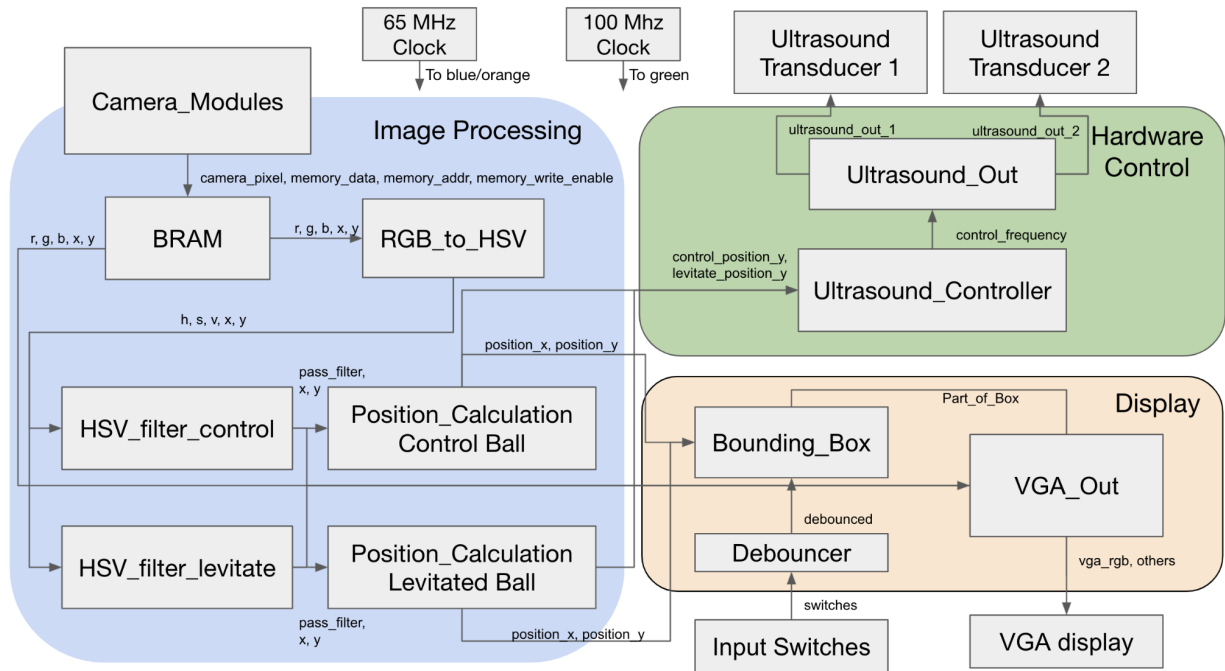 65 MHz
Clock
To blue/orange
100 Mhz
Clock
To green
Ultrasound
Transducer 1
Ultrasound
Transducer 2
Camera_Modules
Image Processing
camera_pixel, memory_data, memory_addr, memory_write_enable
r, g, b, x, y
BRAM
r, g, b, x, y
RGB_to_HSV
h, s, v, x, y
HSV_filter_control
pass_filter,
x, y
Position_Calculation
Control Ball
position_x, position_y
HSV_filter_levitate
pass_filter,
x, y
Position_Calculation
Levitated Ball
position_x, position_y
ultrasound_out_1
ultrasound_out_2
Hardware
Control
Ultrasound_Out
control_frequency
control_position_y,
levitate_position_y
Ultrasound_Controller
Part_of_Box
Display
Bounding_Box
VGA_Out
debounced
Debouncer
vga_rgb, others
switches
Input Switches
VGA display